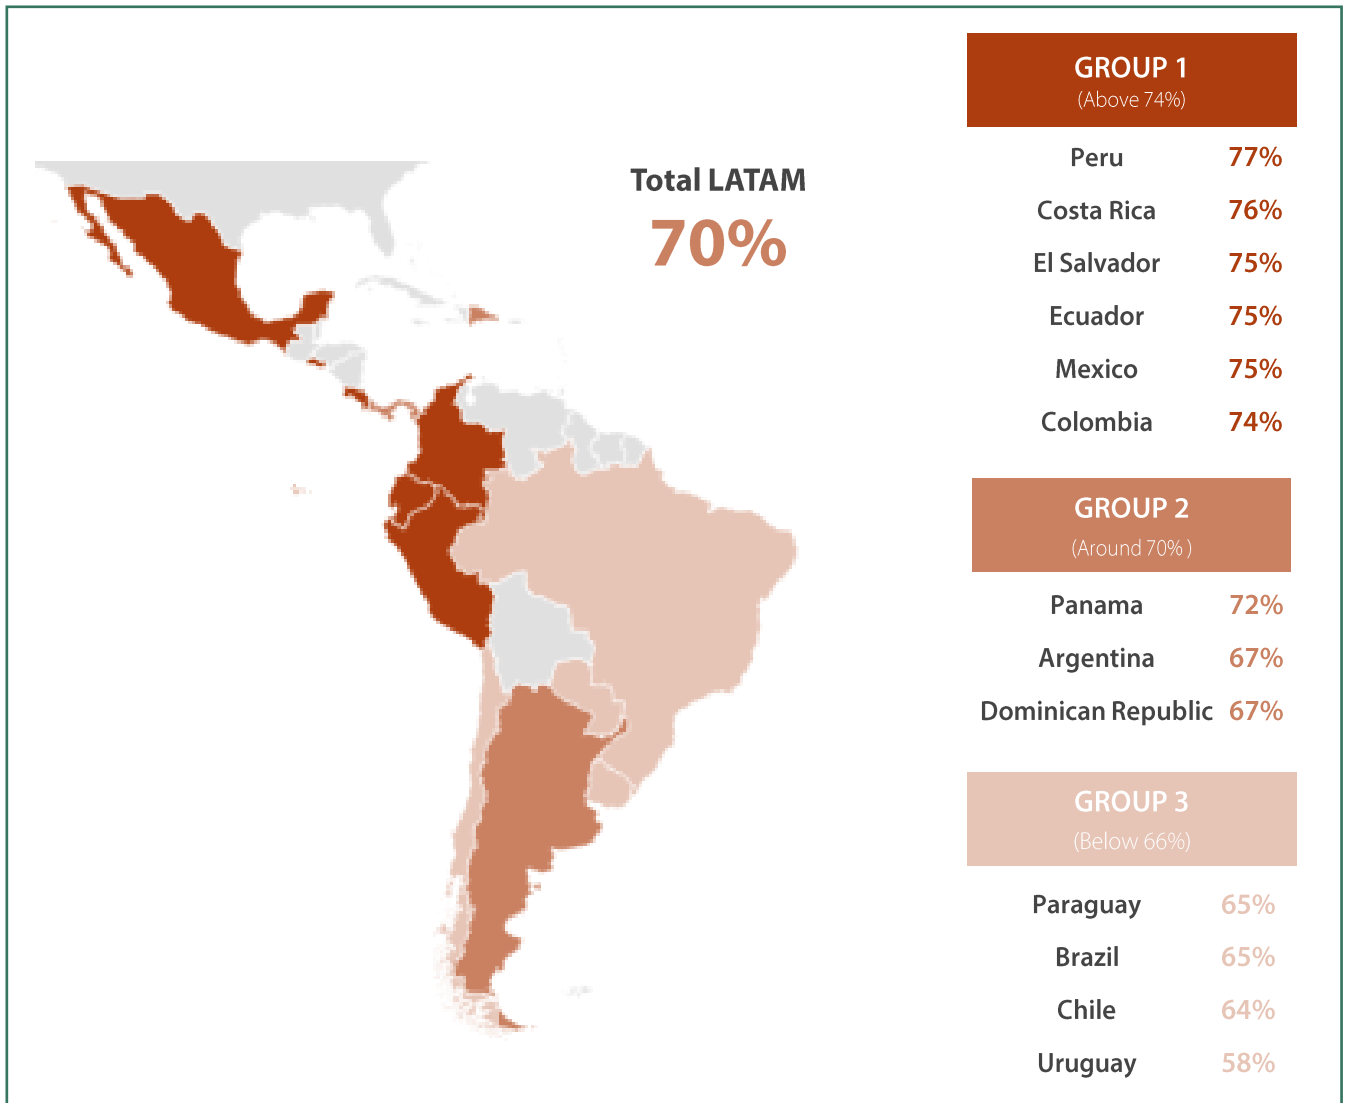 Total LATAM
70%
GROUP 1
(Above 74%)
Peru 77%
Costa Rica 76%
El Salvador 75%
Ecuador 75%
Mexico 75%
Colombia 74%
GROUP 2
(Around 70% )
Panama 72%
Argentina 67%
Dominican Republic 67%
GROUP 3
(Below 66%)
Paraguay 65%
Brazil 65%
Chile 64%
Uruguay 58%